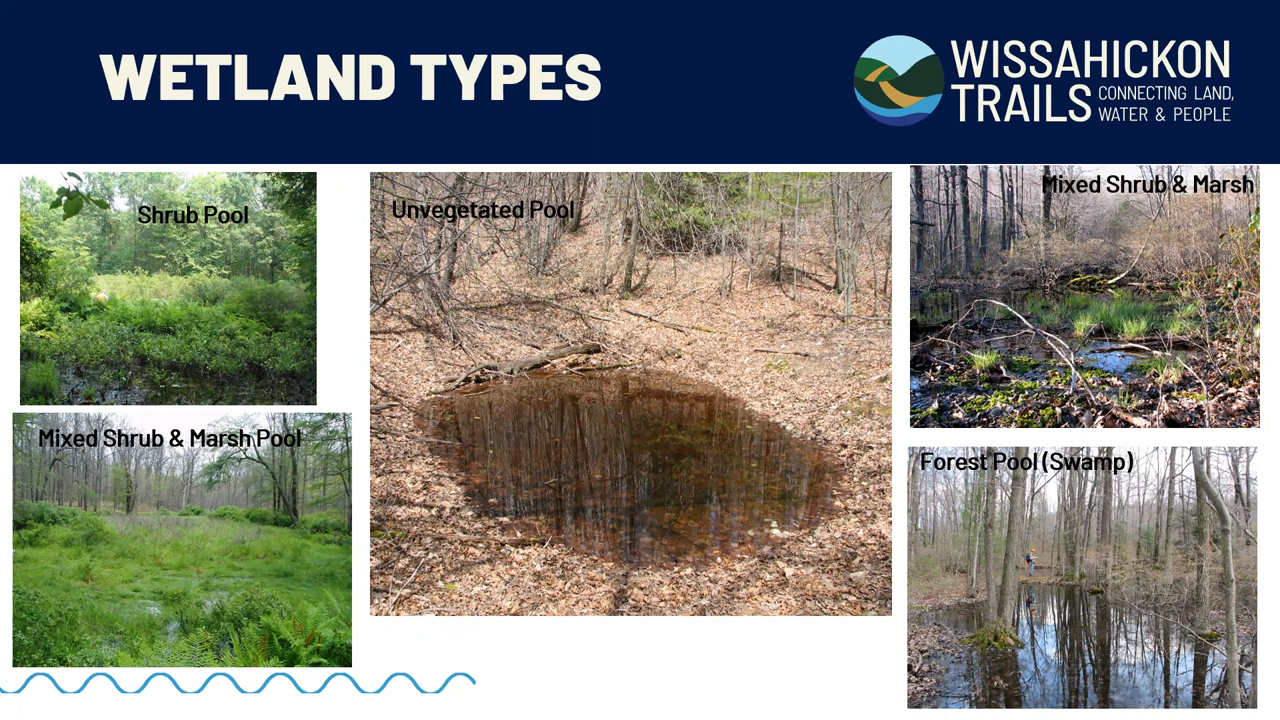 WETLAND TYPES
WISSAHICKON
TRAILS CONNECTING LAND,
WATER & PEOPLE
Shrub Pool
Unvegetated Pool
Mixed Shrub & Marsh
Mixed Shrub & Marsh Pool
Forest Pool (Swamp)